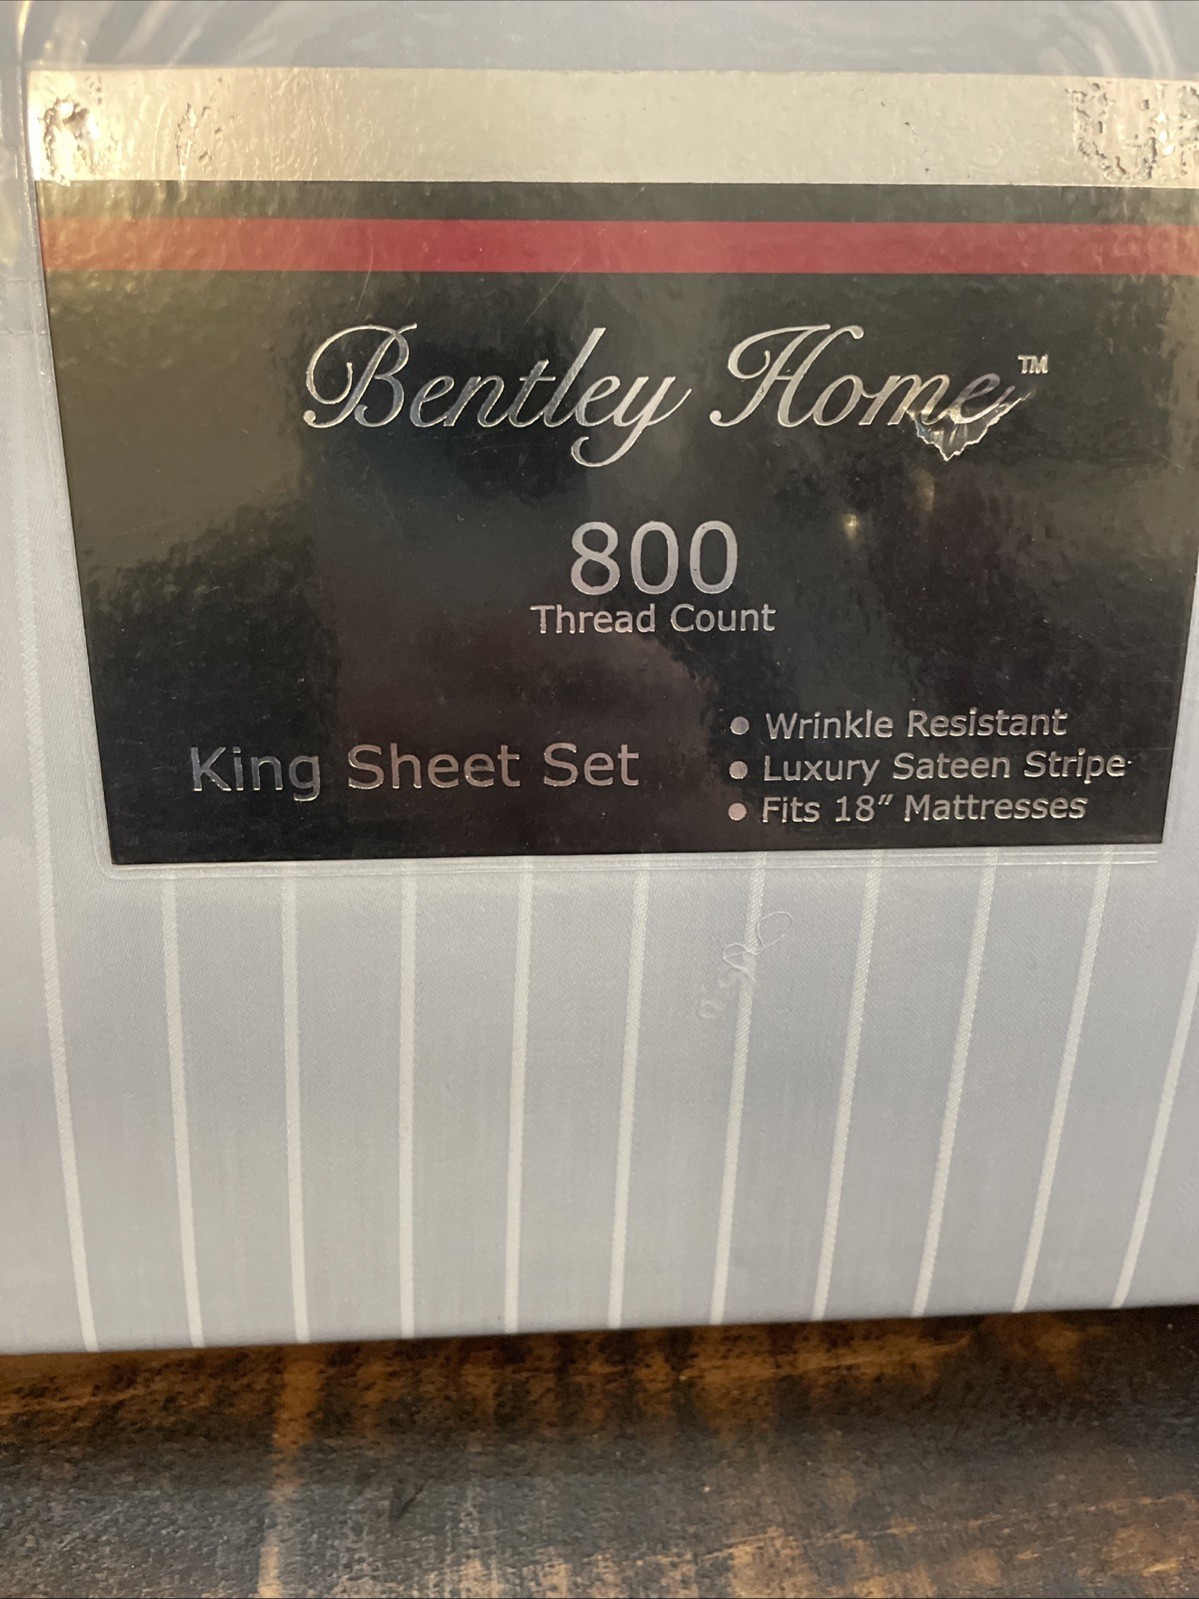 Bentley Home™
800
Thread Count
King Sheet Set
• Wrinkle Resistant
• Luxury Sateen Stripe
• Fits 18” Mattresses